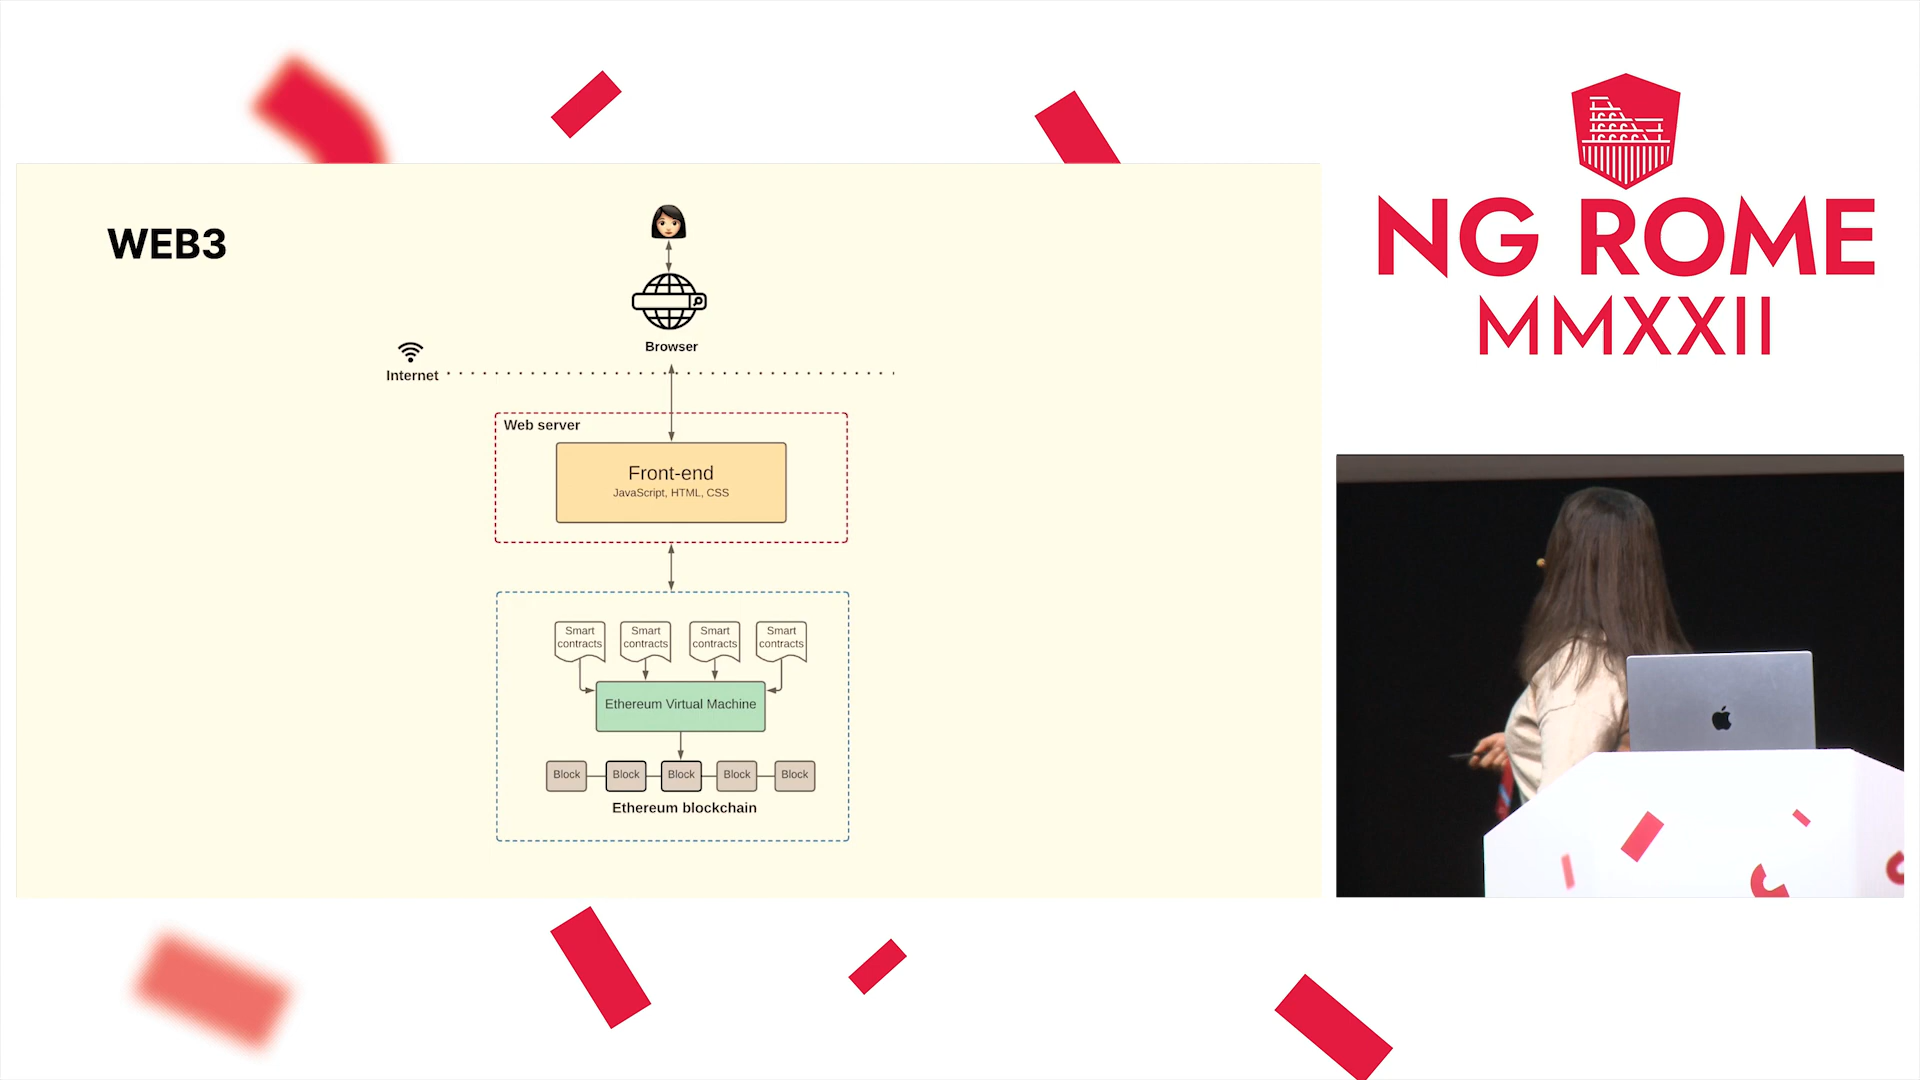 WEB3
Browser
Internet
Web server
Front-end
JavaScript, HTML, CSS
Smart contracts
Smart contracts
Smart contracts
Smart contracts
Ethereum Virtual Machine
Block
Block
Block
Block
Block
Ethereum blockchain
NG ROME
MMXXII